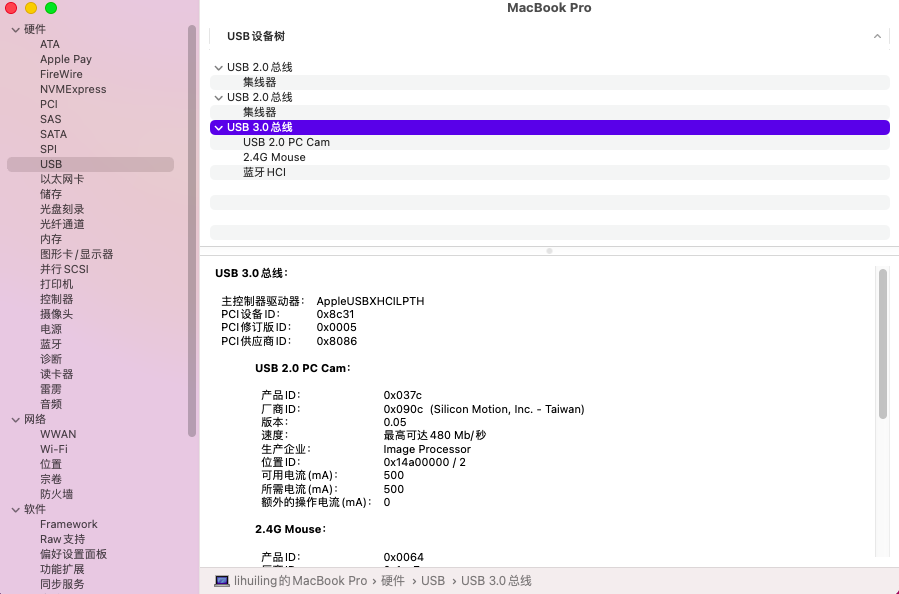 MacBook Pro
硬件
ATA
Apple Pay
FireWire
NVMExpress
PCI
SAS
SATA
SPI
USB
以太网卡
储存
光盘刻录
光纤通道
内存
图形卡/显示器
并行SCSI
打印机
控制器
摄像头
电源
蓝牙
诊断
读卡器
雷雳
音频
网络
WWAN
Wi-Fi
位置
宗卷
防火墙
软件
Framework
Raw支持
偏好设置面板
功能扩展
同步服务
USB设备树
USB 2.0总线
集线器
USB 2.0总线
集线器
USB 3.0总线
USB 2.0 PC Cam
2.4G Mouse
蓝牙HCI
USB 3.0总线：
主控制器驱动器： AppleUSBXHCILPTH
PCI设备ID： 0x8c31
PCI修订版ID： 0x0005
PCI供应商ID： 0x8086
USB 2.0 PC Cam：
产品ID： 0x037c
厂商ID： 0x090c (Silicon Motion, Inc. - Taiwan)
版本： 0.05
速度： 最高可达480 Mb/秒
生产企业： Image Processor
位置ID： 0x14a00000 / 2
可用电流(mA)： 500
所需电流(mA)： 500
额外的操作电流(mA)： 0
2.4G Mouse：
产品ID： 0x0064
lihuiling的MacBook Pro › 硬件 › USB › USB 3.0总线